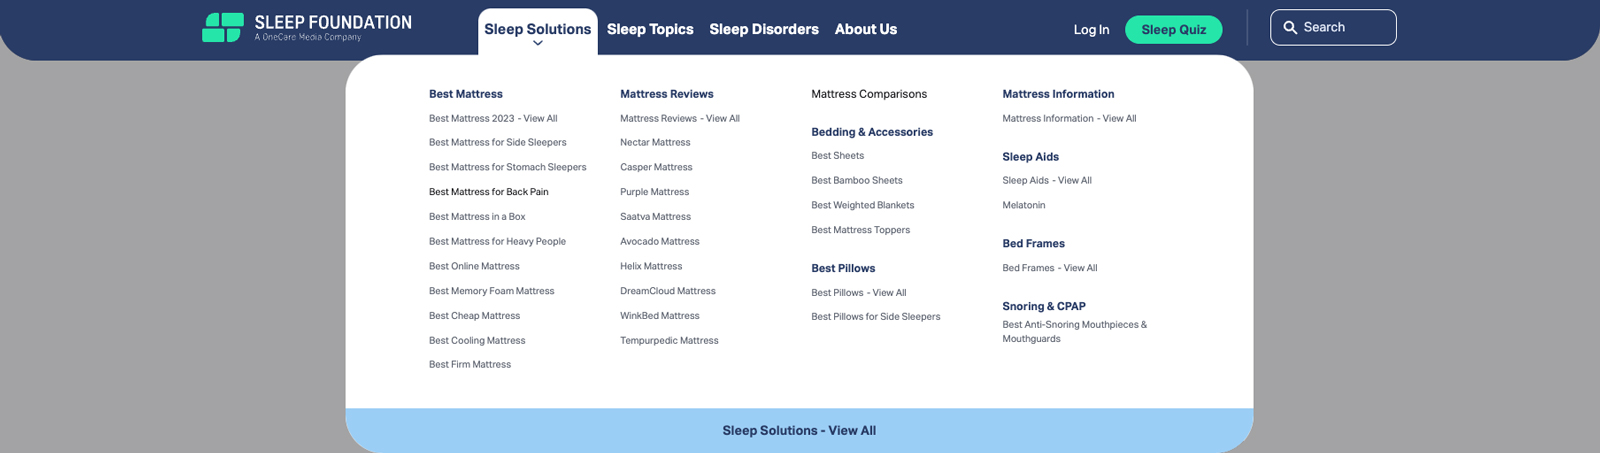 SLEEP FOUNDATION
A OneCare Media Company
Sleep Solutions
Sleep Topics
Sleep Disorders
About Us
Log In
Sleep Quiz
Search
Best Mattress
Best Mattress 2023 - View All
Best Mattress for Side Sleepers
Best Mattress for Stomach Sleepers
Best Mattress for Back Pain
Best Mattress in a Box
Best Mattress for Heavy People
Best Online Mattress
Best Memory Foam Mattress
Best Cheap Mattress
Best Cooling Mattress
Best Firm Mattress
Mattress Reviews
Mattress Reviews - View All
Nectar Mattress
Casper Mattress
Purple Mattress
Saatva Mattress
Avocado Mattress
Helix Mattress
DreamCloud Mattress
WinkBed Mattress
Tempurpedic Mattress
Mattress Comparisons
Bedding & Accessories
Best Sheets
Best Bamboo Sheets
Best Weighted Blankets
Best Mattress Toppers
Best Pillows
Best Pillows - View All
Best Pillows for Side Sleepers
Mattress Information
Mattress Information - View All
Sleep Aids
Sleep Aids - View All
Melatonin
Bed Frames
Bed Frames - View All
Snoring & CPAP
Best Anti-Snoring Mouthpieces &
Mouthguards
Sleep Solutions - View All